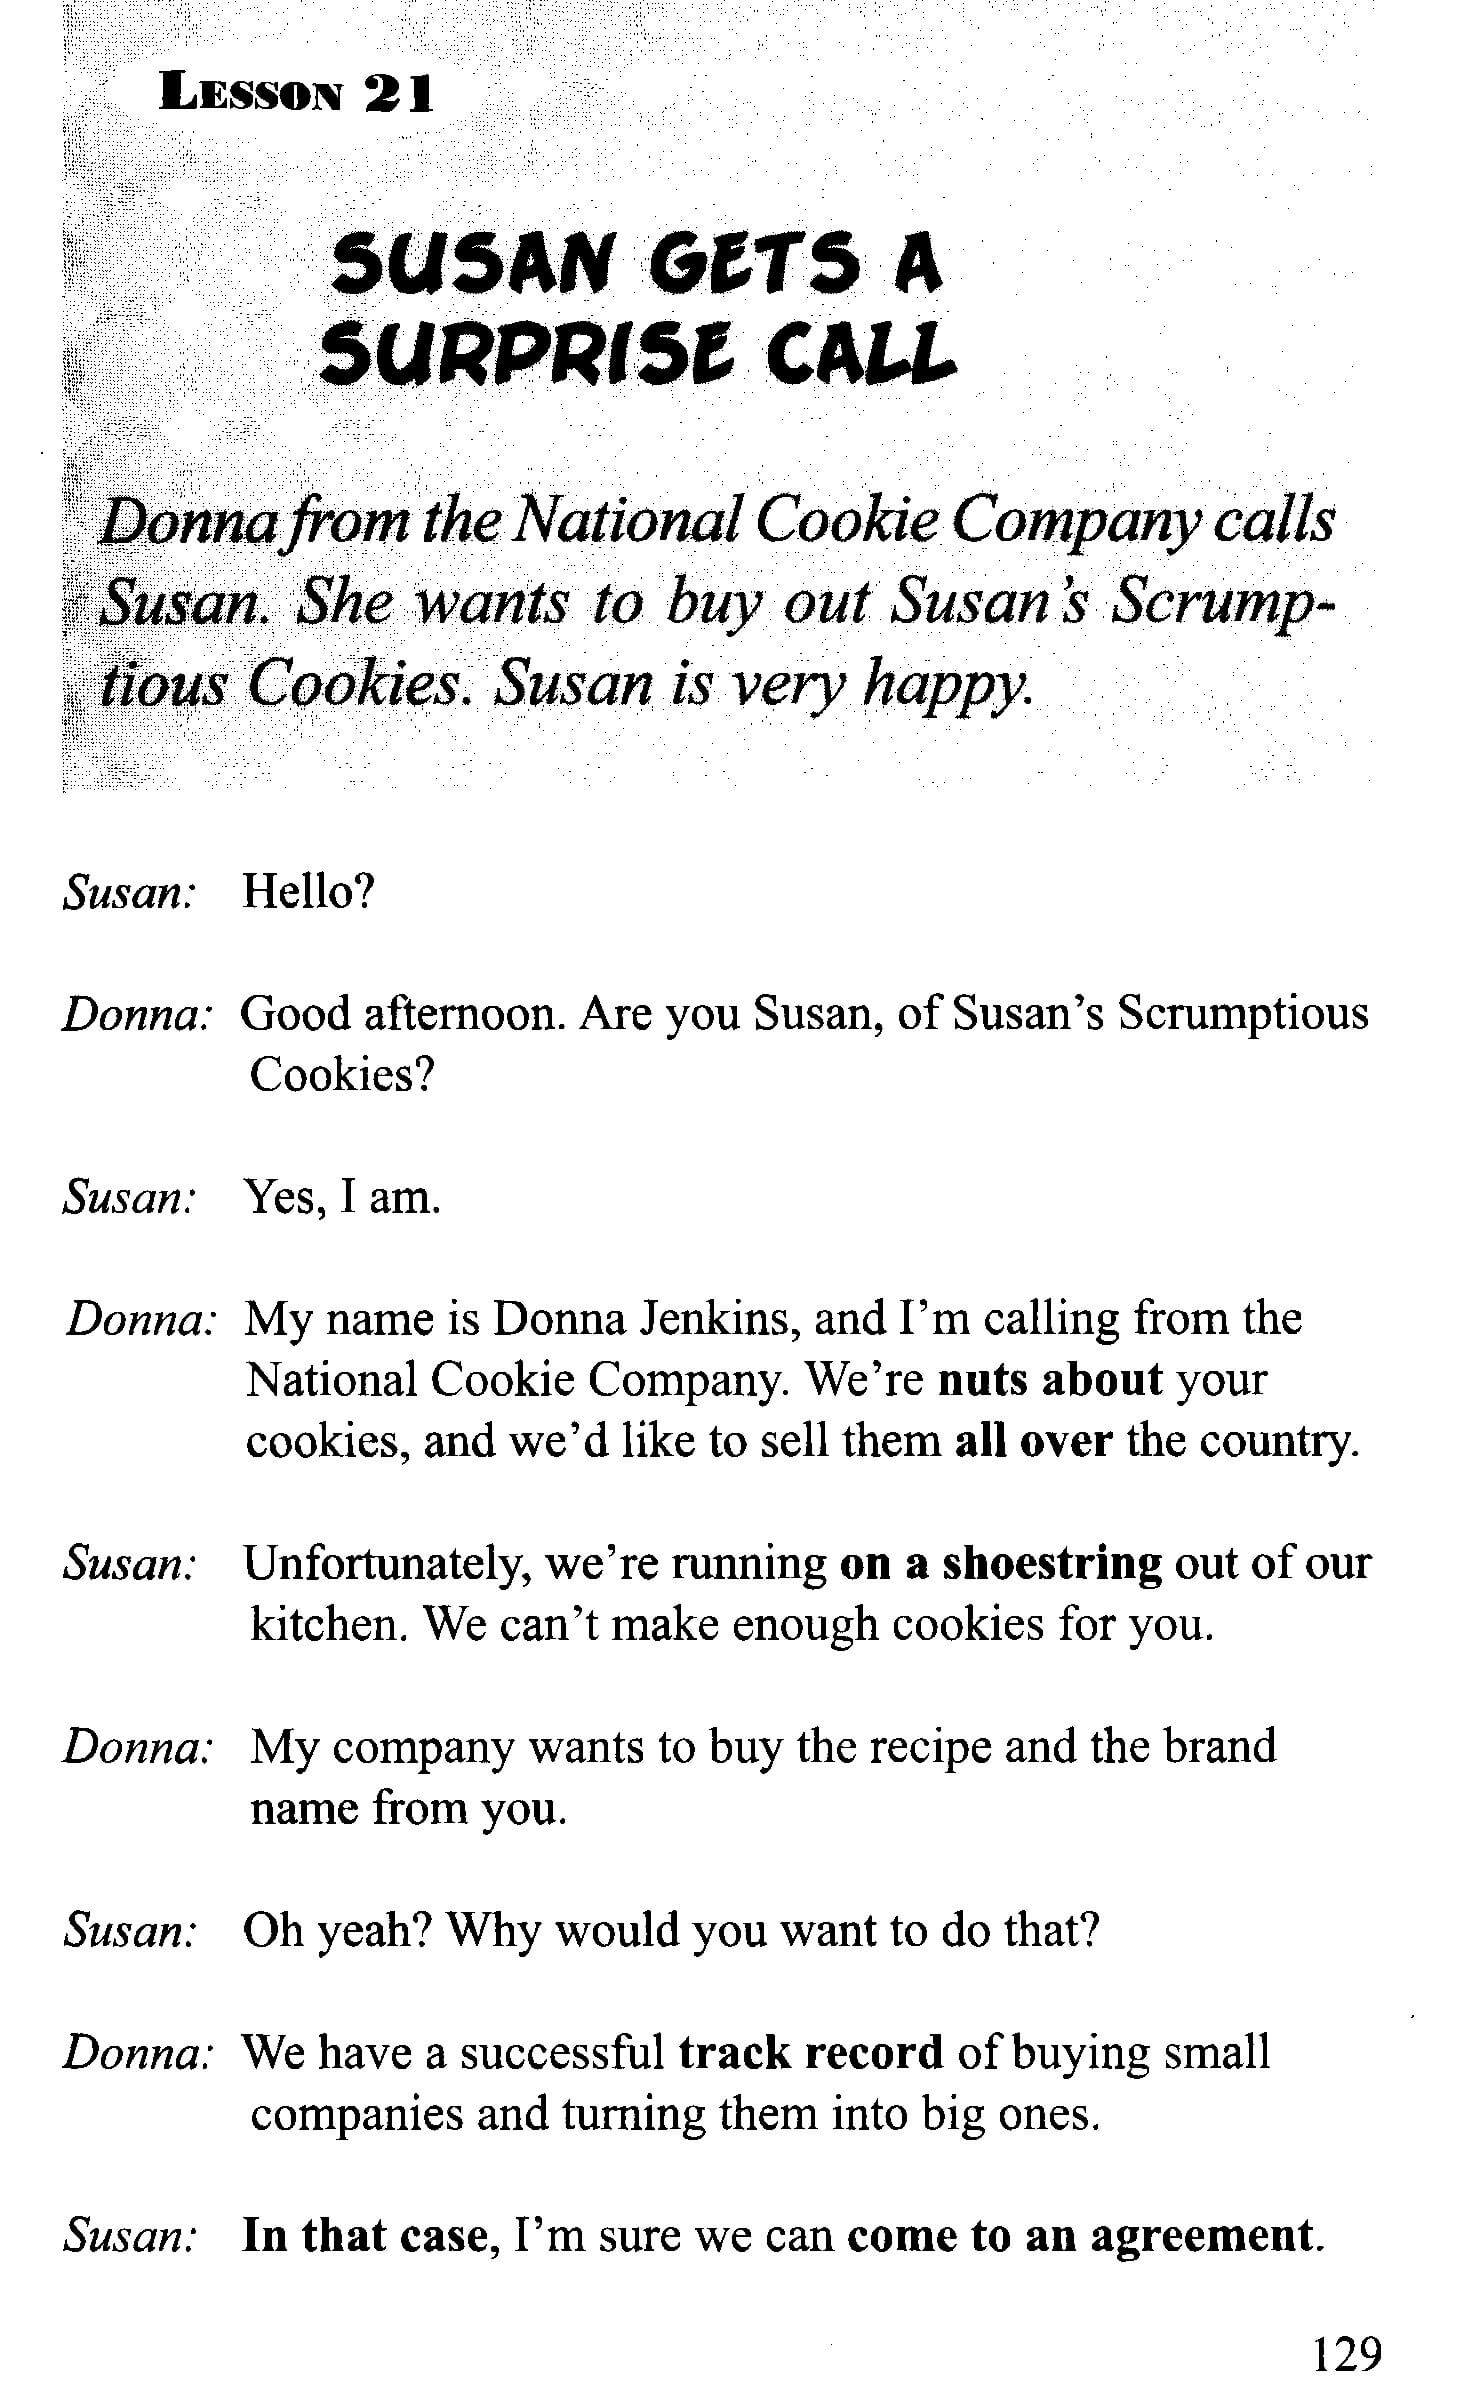 LESSON 21
SUSAN GETS A
SURPRISE CALL
Donna from the National Cookie Company calls
Susan. She wants to buy out Susan's Scrump-
tious Cookies. Susan is very happy.
Susan: Hello?
Donna: Good afternoon. Are you Susan, of Susan's Scrumptious
Cookies?
Susan: Yes, I am.
Donna: My name is Donna Jenkins, and I'm calling from the
National Cookie Company. We're nuts about your
cookies, and we'd like to sell them all over the country.
Susan: Unfortunately, we're running on a shoestring out of our
kitchen. We can't make enough cookies for you.
Donna: My company wants to buy the recipe and the brand
name from you.
Susan: Oh yeah? Why would you want to do that?
Donna: We have a successful track record of buying small
companies and turning them into big ones.
Susan: In that case, I'm sure we can come to an agreement.
129